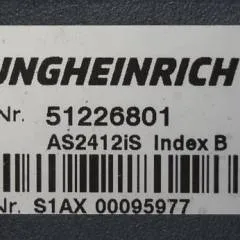 UNGHEINRICH
Nr. 51226801
AS2412iS Index B
Nr. S1AX 00095977